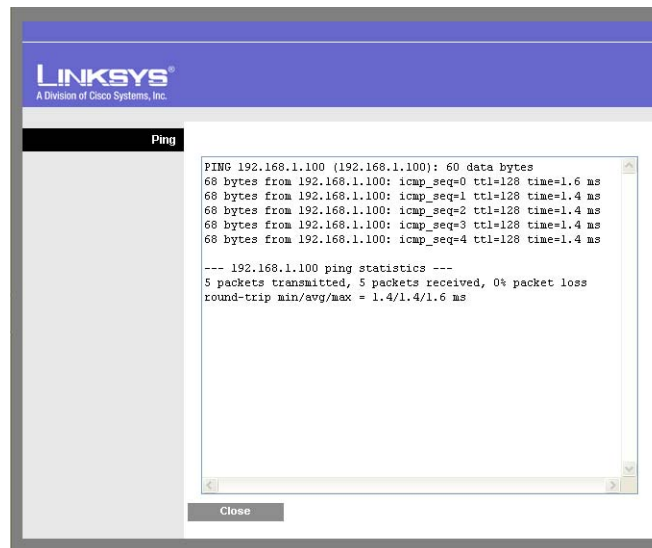 LINKSYS®
A Division of Cisco Systems, Inc.
Ping
PING 192.168.1.100 (192.168.1.100): 60 data bytes
68 bytes from 192.168.1.100: icmp_seq=0 ttl=128 time=1.6 ms
68 bytes from 192.168.1.100: icmp_seq=1 ttl=128 time=1.4 ms
68 bytes from 192.168.1.100: icmp_seq=2 ttl=128 time=1.4 ms
68 bytes from 192.168.1.100: icmp_seq=3 ttl=128 time=1.4 ms
68 bytes from 192.168.1.100: icmp_seq=4 ttl=128 time=1.4 ms
--- 192.168.1.100 ping statistics ---
5 packets transmitted, 5 packets received, 0% packet loss
round-trip min/avg/max = 1.4/1.4/1.6 ms
Close